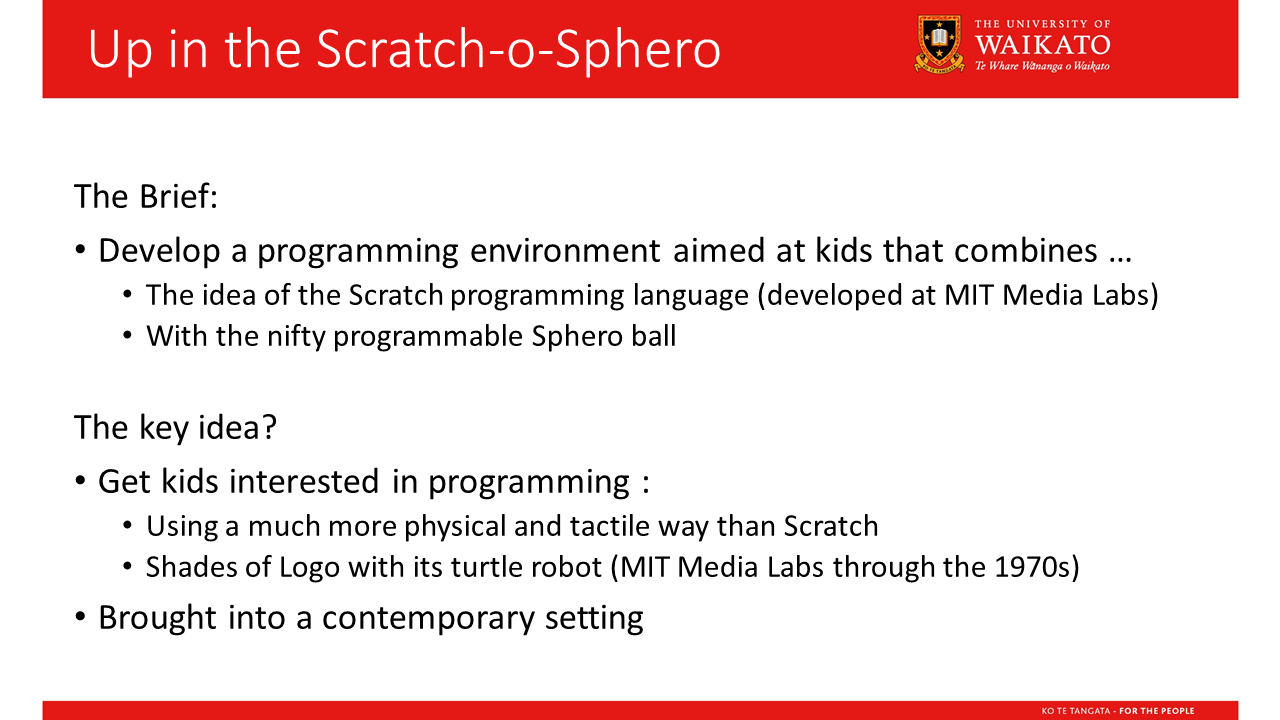 Up in the Scratch-o-Sphero
THE UNIVERSITY OF
WAIKATO
Te Whare Wānanga o Waikato
KO TE TANGATA
The Brief:
• Develop a programming environment aimed at kids that combines …
• The idea of the Scratch programming language (developed at MIT Media Labs)
• With the nifty programmable Sphero ball
The key idea?
• Get kids interested in programming :
• Using a much more physical and tactile way than Scratch
• Shades of Logo with its turtle robot (MIT Media Labs through the 1970s)
• Brought into a contemporary setting
KO TE TANGATA - FOR THE PEOPLE